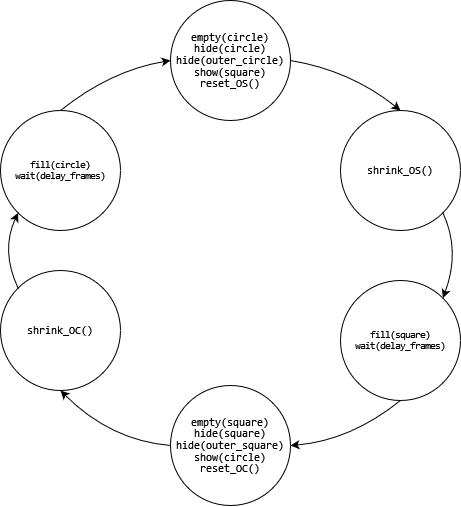 empty(circle)
hide(circle)
hide(outer_circle)
show(square)
reset_OS()
fill(circle)
wait(delay_frames)
shrink_OS()
shrink_OC()
fill(square)
wait(delay_frames)
empty(square)
hide(square)
hide(outer_square)
show(circle)
reset_OC()